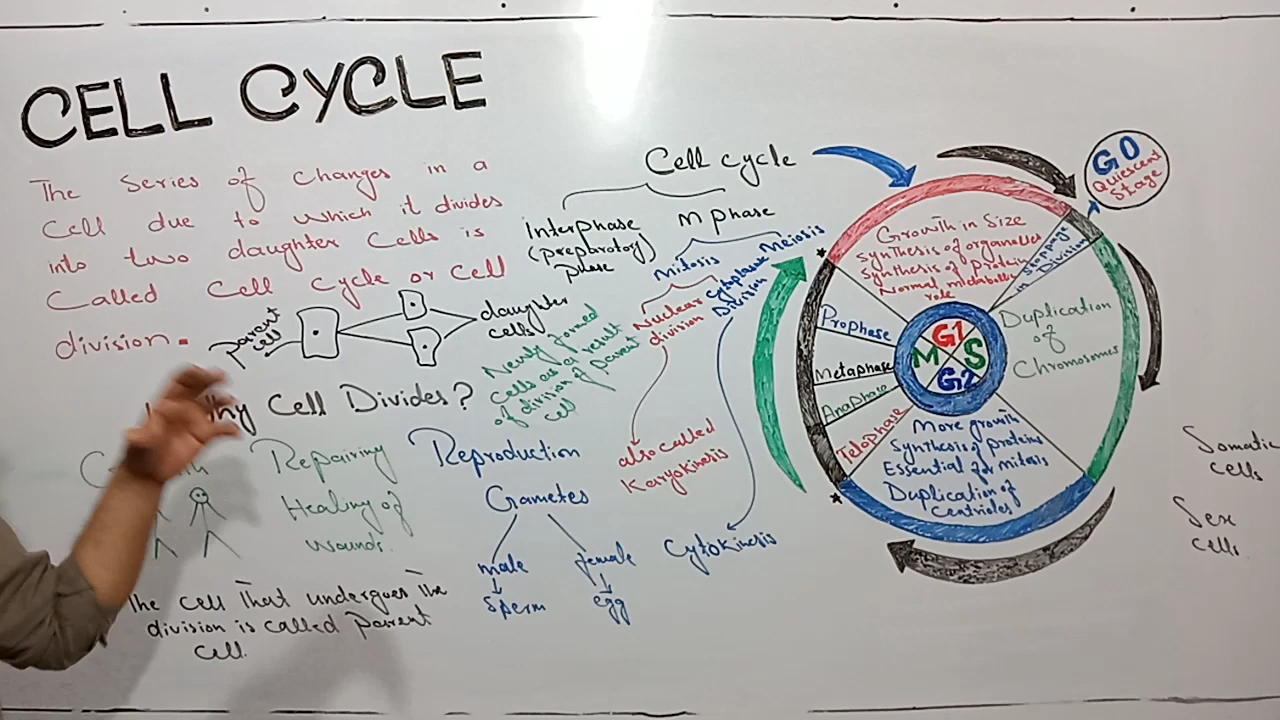 CELL CYCLE
The Series of changes in a
Cell due to which it divides
into two daughter Cells is
Called Cell Cycle or Cell
division.
parent
cell
daughter
cells
Newly formed
cells as a result
of division of parent
cell
Cell Divides?
Repairing
Healing of
wounds.
Reproduction
Gametes
male
female
Sperm
egg
The cell That undergoes The
division is called Parent
Cell.
Cell cycle
Interphase
(preparatory)
phase
M phase
Mitosis
Meiosis
Nuclear
division
Cytoplasmic
Division
also called
Karyokinesis
Cytokinesis
G0
Quiescent
Stage
Growth in Size
Synthesis of organelles
Synthesis of proteins
Normal metabolic
role
Stoppage
in Division
Duplication
of
Chromosomes
G1
M
S
G2
Prophase
Metaphase
Anaphase
Telophase
More growth
Synthesis of proteins
Essential for mitosis
Duplication of
Centrioles
Somatic
cells
Sex
cells.